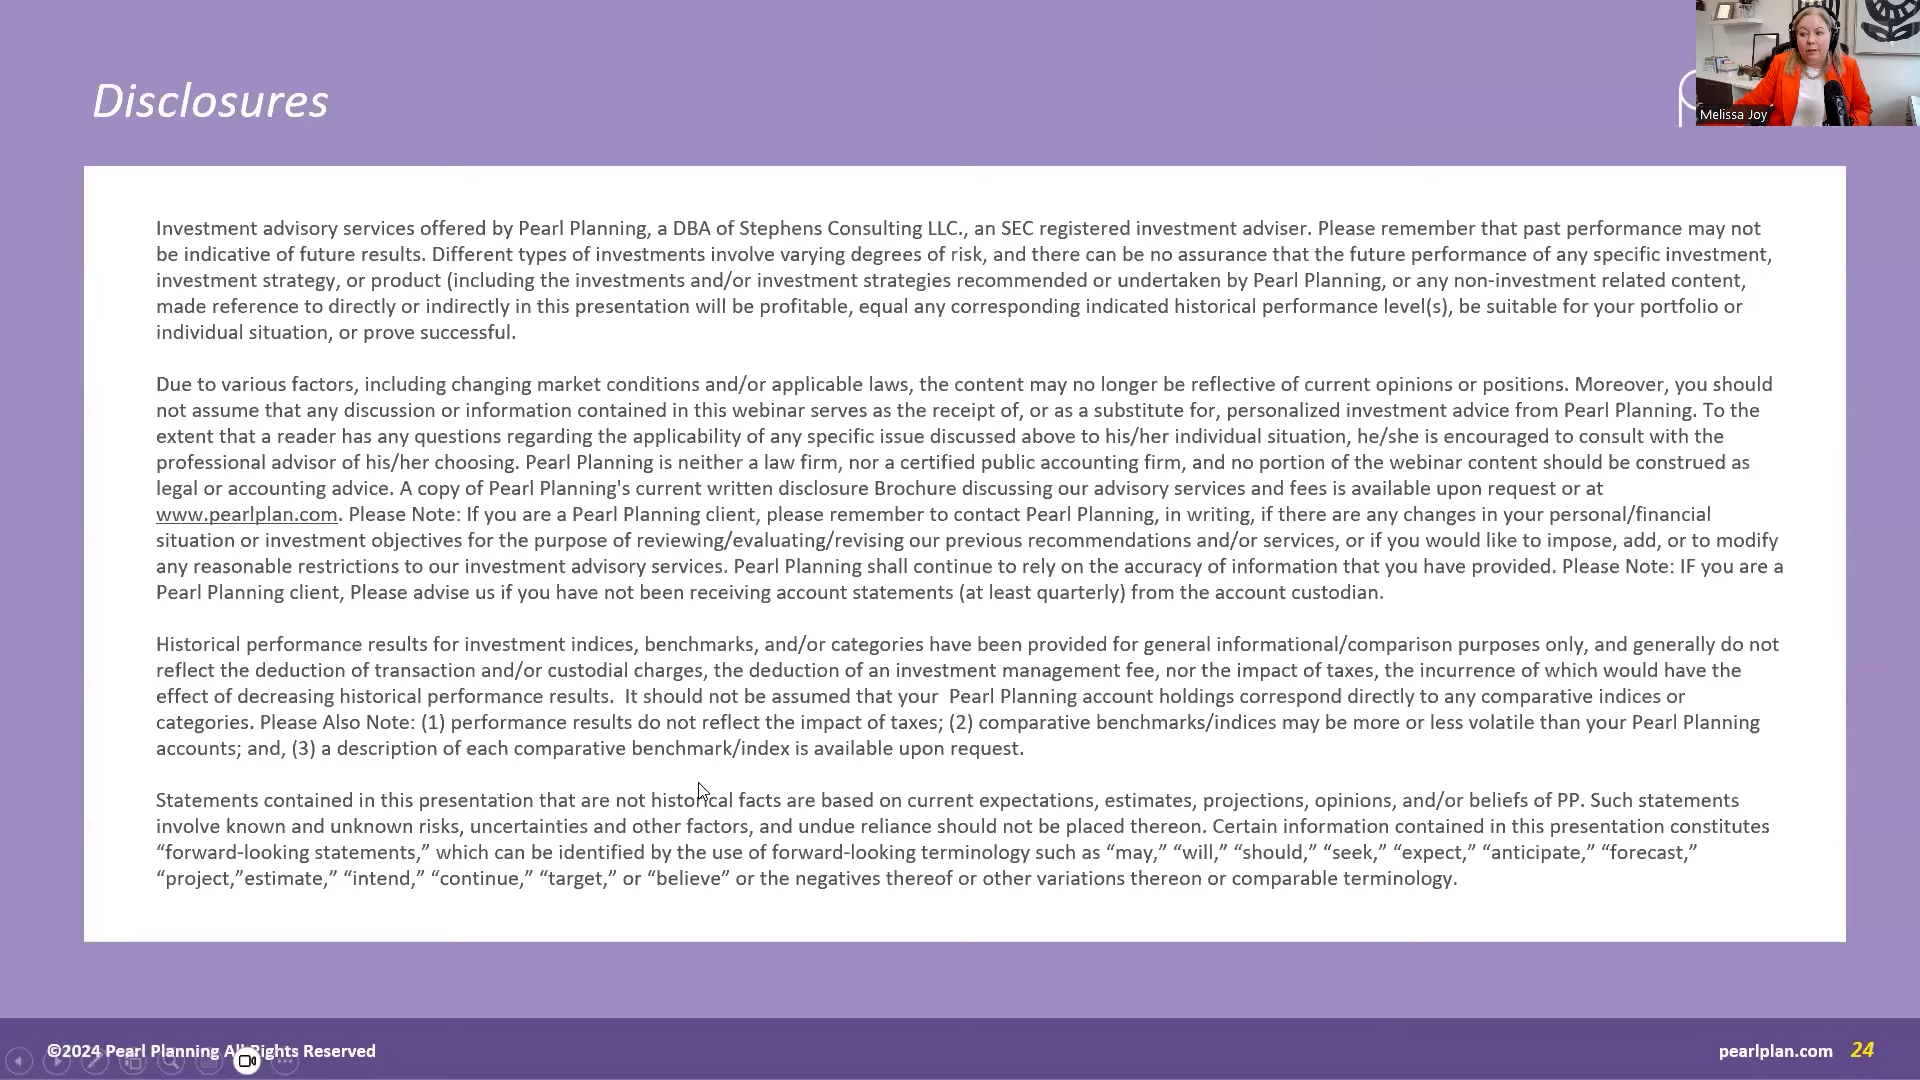 Melissa Joy
Disclosures
Investment advisory services offered by Pearl Planning, a DBA of Stephens Consulting LLC., an SEC registered investment adviser. Please remember that past performance may not
be indicative of future results. Different types of investments involve varying degrees of risk, and there can be no assurance that the future performance of any specific investment,
investment strategy, or product (including the investments and/or investment strategies recommended or undertaken by Pearl Planning, or any non-investment related content,
made reference to directly or indirectly in this presentation will be profitable, equal any corresponding indicated historical performance level(s), be suitable for your portfolio or
individual situation, or prove successful.
Due to various factors, including changing market conditions and/or applicable laws, the content may no longer be reflective of current opinions or positions. Moreover, you should
not assume that any discussion or information contained in this webinar serves as the receipt of, or as a substitute for, personalized investment advice from Pearl Planning. To the
extent that a reader has any questions regarding the applicability of any specific issue discussed above to his/her individual situation, he/she is encouraged to consult with the
professional advisor of his/her choosing. Pearl Planning is neither a law firm, nor a certified public accounting firm, and no portion of the webinar content should be construed as
legal or accounting advice. A copy of Pearl Planning's current written disclosure Brochure discussing our advisory services and fees is available upon request or at
www.pearlplan.com. Please Note: If you are a Pearl Planning client, please remember to contact Pearl Planning, in writing, if there are any changes in your personal/financial
situation or investment objectives for the purpose of reviewing/evaluating/revising our previous recommendations and/or services, or if you would like to impose, add, or to modify
any reasonable restrictions to our investment advisory services. Pearl Planning shall continue to rely on the accuracy of information that you have provided. Please Note: IF you are a
Pearl Planning client, Please advise us if you have not been receiving account statements (at least quarterly) from the account custodian.
Historical performance results for investment indices, benchmarks, and/or categories have been provided for general informational/comparison purposes only, and generally do not
reflect the deduction of transaction and/or custodial charges, the deduction of an investment management fee, nor the impact of taxes, the incurrence of which would have the
effect of decreasing historical performance results.  It should not be assumed that your  Pearl Planning account holdings correspond directly to any comparative indices or
categories. Please Also Note: (1) performance results do not reflect the impact of taxes; (2) comparative benchmarks/indices may be more or less volatile than your Pearl Planning
accounts; and, (3) a description of each comparative benchmark/index is available upon request.
Statements contained in this presentation that are not historical facts are based on current expectations, estimates, projections, opinions, and/or beliefs of PP. Such statements
involve known and unknown risks, uncertainties and other factors, and undue reliance should not be placed thereon. Certain information contained in this presentation constitutes
“forward-looking statements,” which can be identified by the use of forward-looking terminology such as “may,” “will,” “should,” “seek,” “expect,” “anticipate,” “forecast,”
“project,”estimate,” “intend,” “continue,” “target,” or “believe” or the negatives thereof or other variations thereon or comparable terminology.
©2024 Pearl Planning All Rights Reserved
pearlplan.com 24